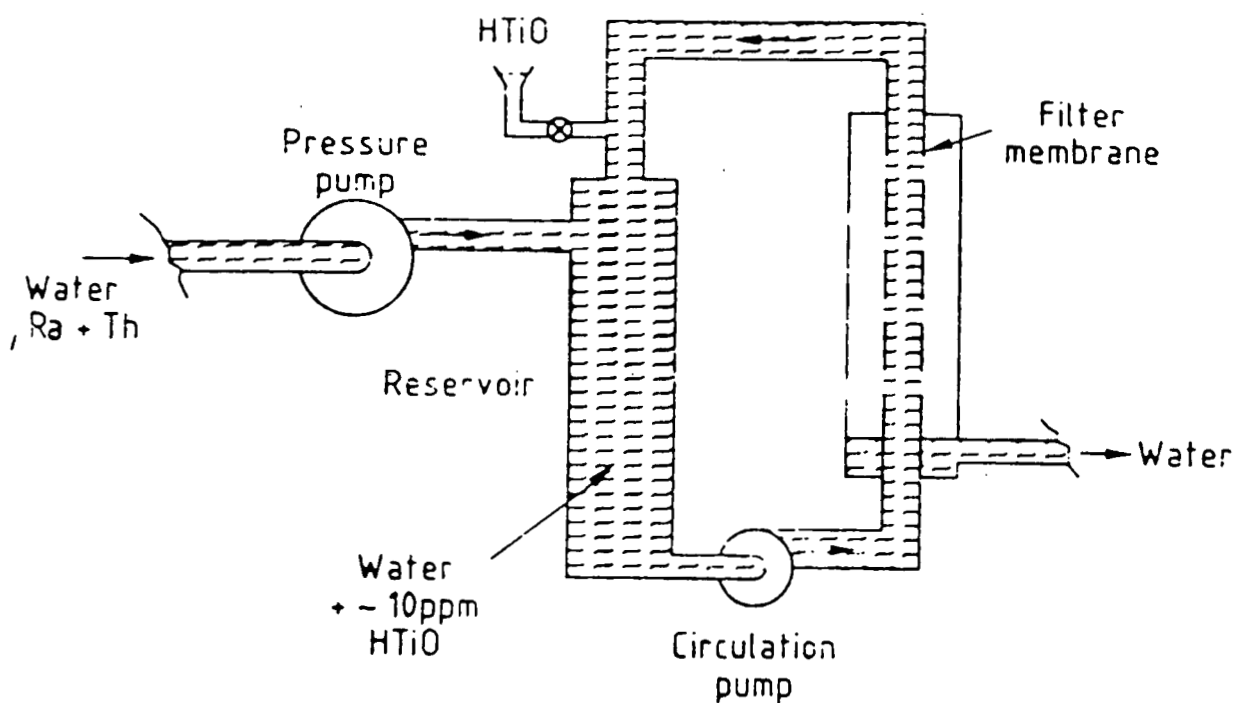 HTiO
Pressure
pump
Filter
membrane
Water
, Ra + Th
Reservoir
Water
Water
+ ~ 10ppm
HTiO
Circulation
pump